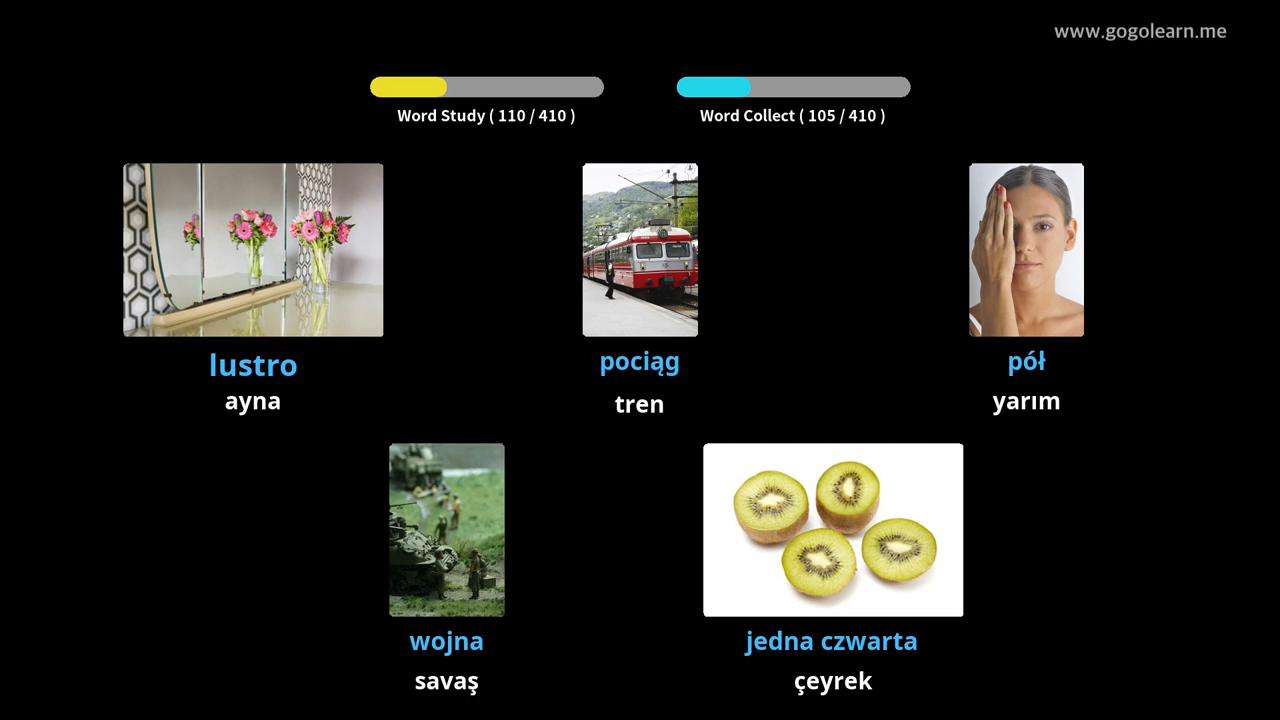 www.gogolearn.me
Word Study ( 110 / 410 )
Word Collect ( 105 / 410 )
lustro
ayna
pociąg
tren
pół
yarım
wojna
savaş
jedna czwarta
çeyrek